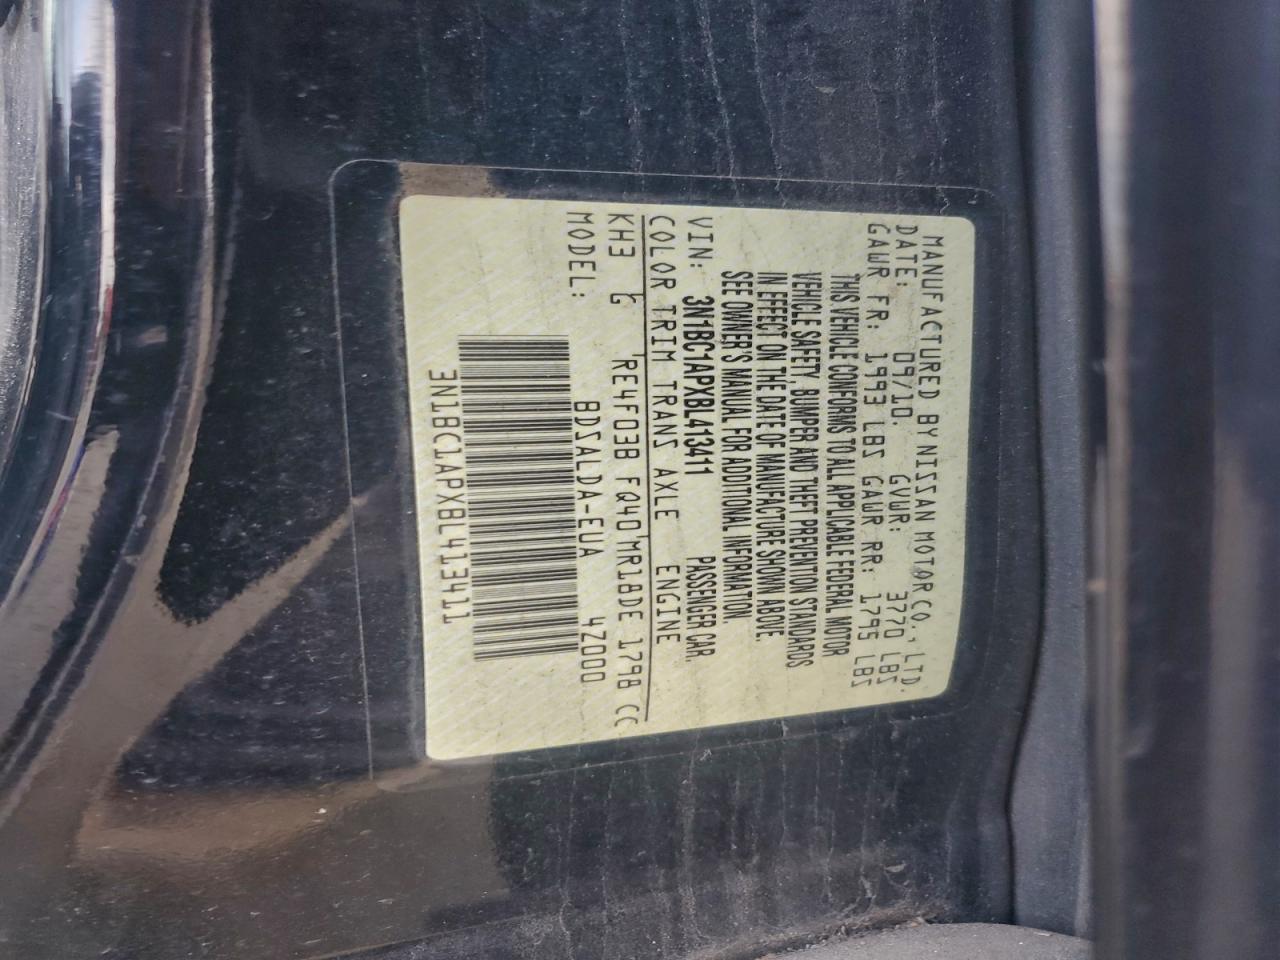 MANUFACTURED BY NISSAN MOTOR CO., LTD.
DATE: 09/10. GVWR: 3770 LBS
GAWR FR: 1993 LBS GAWR RR: 1795 LBS
THIS VEHICLE CONFORMS TO ALL APPLICABLE FEDERAL MOTOR
VEHICLE SAFETY, BUMPER AND THEFT PREVENTION STANDARDS
IN EFFECT ON THE DATE OF MANUFACTURE SHOWN ABOVE.
SEE OWNER'S MANUAL FOR ADDITIONAL INFORMATION
VIN: 3N1BC1APXBL413411 PASSENGER CAR.
COLOR TRIM TRANS AXLE ENGINE
KH3 G RE4F03B FQ40 MR18DE 1798 CC
MODEL: BDSALDA-EUA 4Z000
3N1BC1APXBL413411